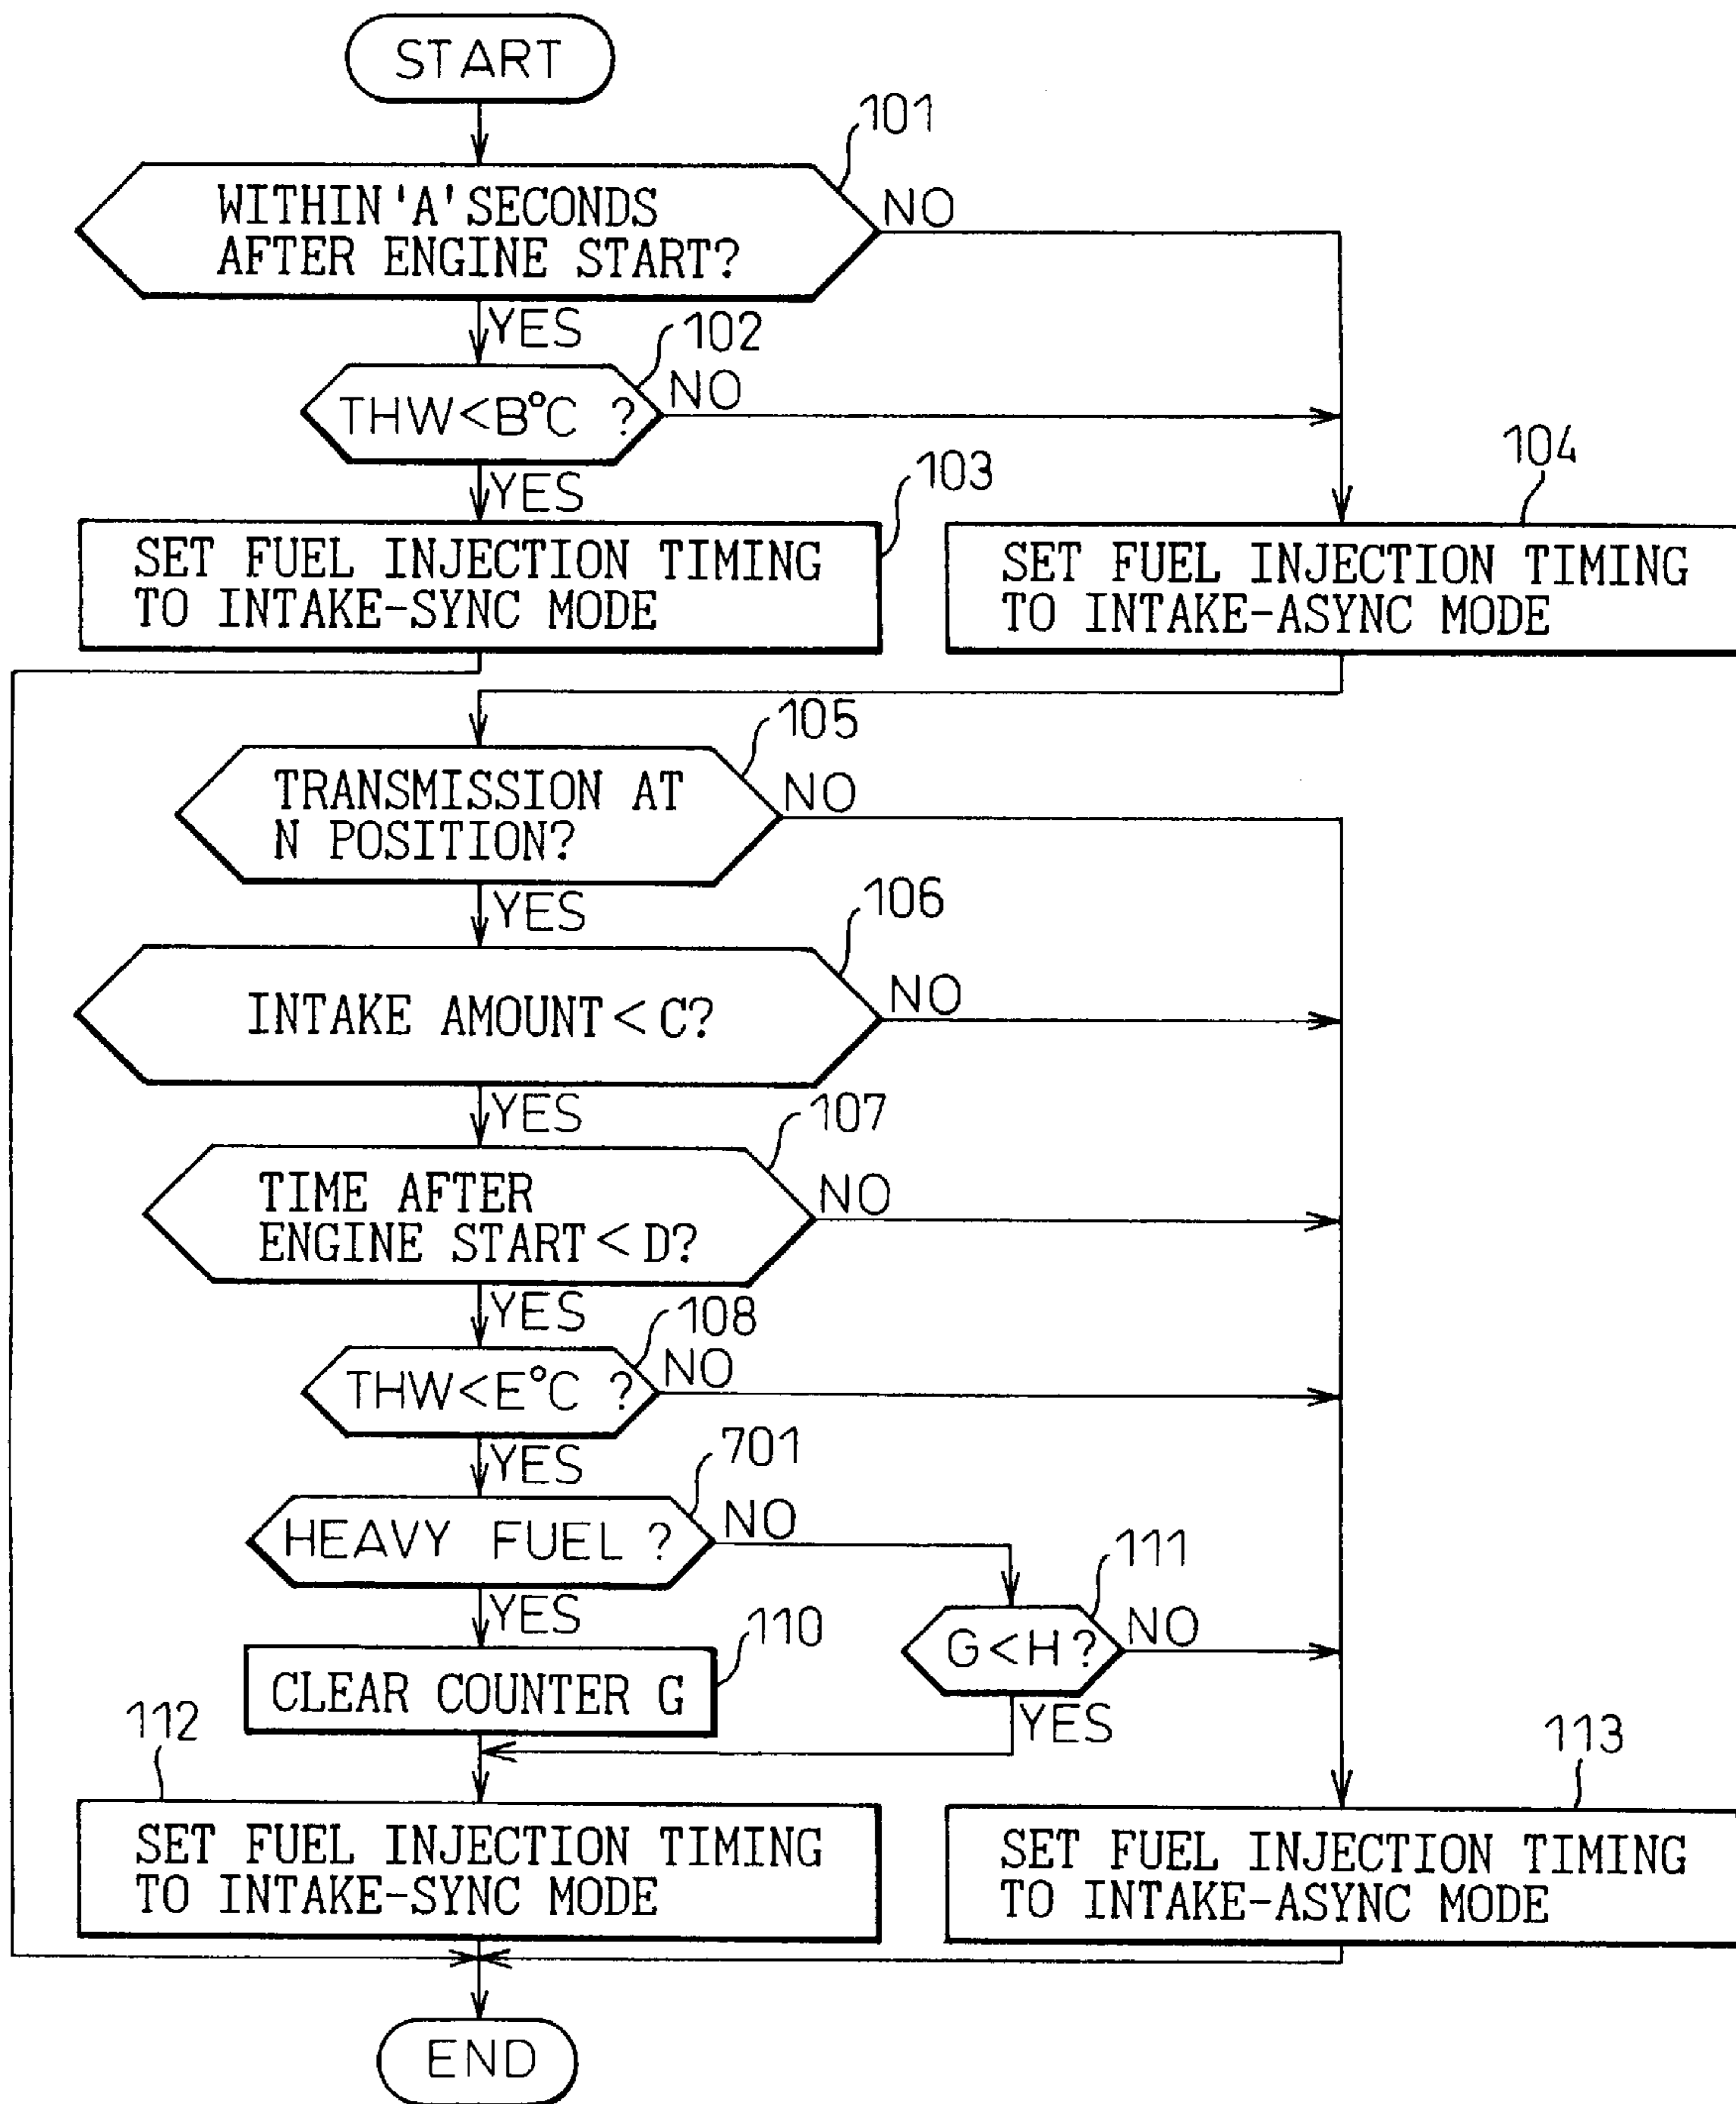 START
101
WITHIN 'A' SECONDS
AFTER ENGINE START?
NO
YES
102
THW<B°C ?
NO
YES
103
SET FUEL INJECTION TIMING
TO INTAKE-SYNC MODE
104
SET FUEL INJECTION TIMING
TO INTAKE-ASYNC MODE
105
TRANSMISSION AT
N POSITION?
NO
YES
106
INTAKE AMOUNT<C?
NO
YES
107
TIME AFTER
ENGINE START<D?
NO
YES
108
THW<E°C ?
NO
YES
701
HEAVY FUEL ?
NO
YES
111
G<H?
NO
YES
110
CLEAR COUNTER G
112
SET FUEL INJECTION TIMING
TO INTAKE-SYNC MODE
113
SET FUEL INJECTION TIMING
TO INTAKE-ASYNC MODE
END